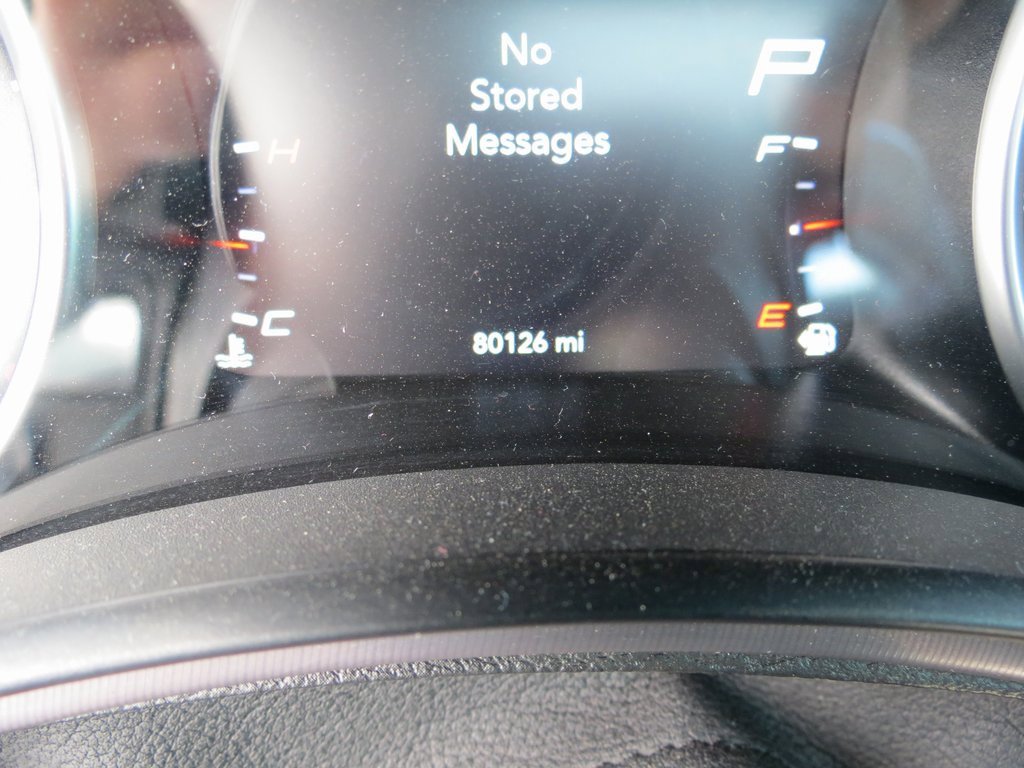 No
Stored
Messages
P
H
F
C
E
80126 mi